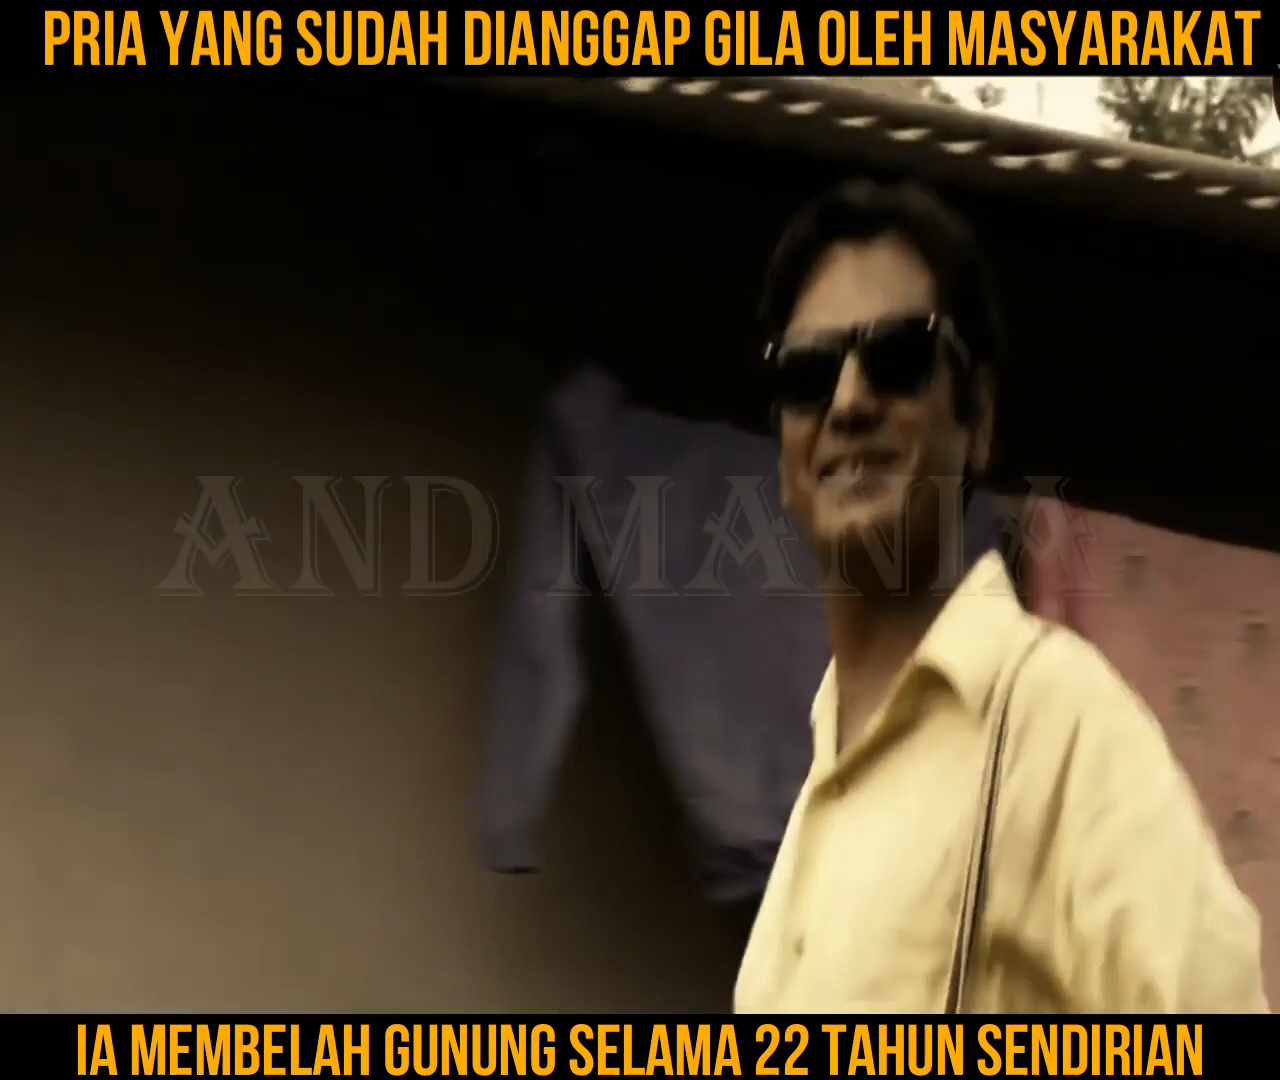 PRIA YANG SUDAH DIANGGAP GILA OLEH MASYARAKAT
AND MANIA
IA MEMBELAH GUNUNG SELAMA 22 TAHUN SENDIRIAN